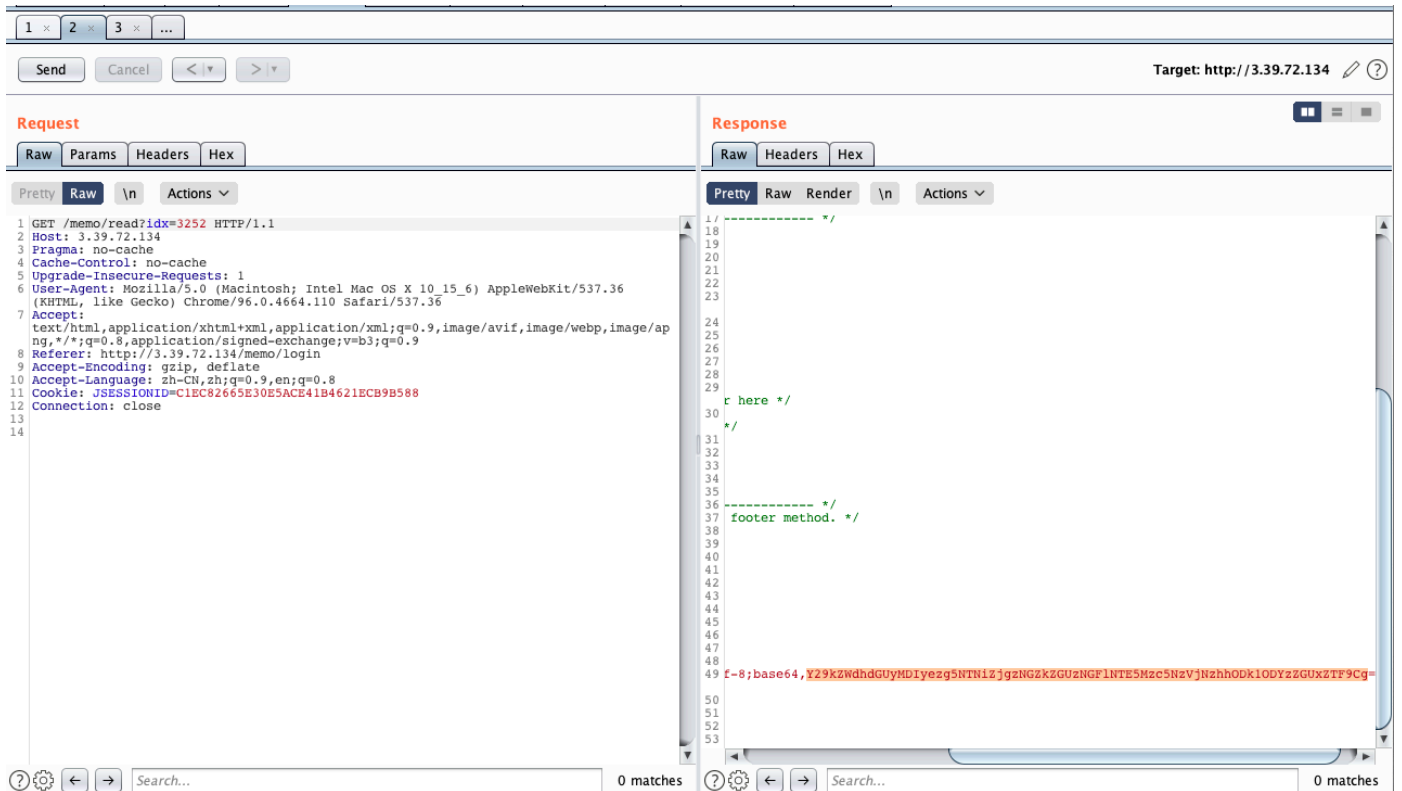 1 × 2 × 3 × ...
Send Cancel < > Target: http://3.39.72.134 ?
Request
Raw Params Headers Hex
Pretty Raw \n Actions
1 GET /memo/read?idx=3252 HTTP/1.1
2 Host: 3.39.72.134
3 Pragma: no-cache
4 Cache-Control: no-cache
5 Upgrade-Insecure-Requests: 1
6 User-Agent: Mozilla/5.0 (Macintosh; Intel Mac OS X 10_15_6) AppleWebKit/537.36
(KHTML, like Gecko) Chrome/96.0.4664.110 Safari/537.36
7 Accept:
text/html,application/xhtml+xml,application/xml;q=0.9,image/avif,image/webp,image/ap
ng,*/*;q=0.8,application/signed-exchange;v=b3;q=0.9
8 Referer: http://3.39.72.134/memo/login
9 Accept-Encoding: gzip, deflate
10 Accept-Language: zh-CN,zh;q=0.9,en;q=0.8
11 Cookie: JSESSIONID=C1EC82665E30E5ACE41B4621ECB9B588
12 Connection: close
13
14
? Search... 0 matches
Response
Raw Headers Hex
Pretty Raw Render \n Actions
17 ------------ */
18
19
20
21
22
23
24
25
26
27
28
29
r here */
30
*/
31
32
33
34
35
36 ------------ */
37 footer method. */
38
39
40
41
42
43
44
45
46
47
48
49 f-8;base64,Y29kZWdhdGUyMDIyezg5NTNiZjgzNGZkZGUzNGFlNTE5Mzc5NzVjNzhhODk1ODYzZGUxZTF9Cg=
50
51
52
53
? Search... 0 matches